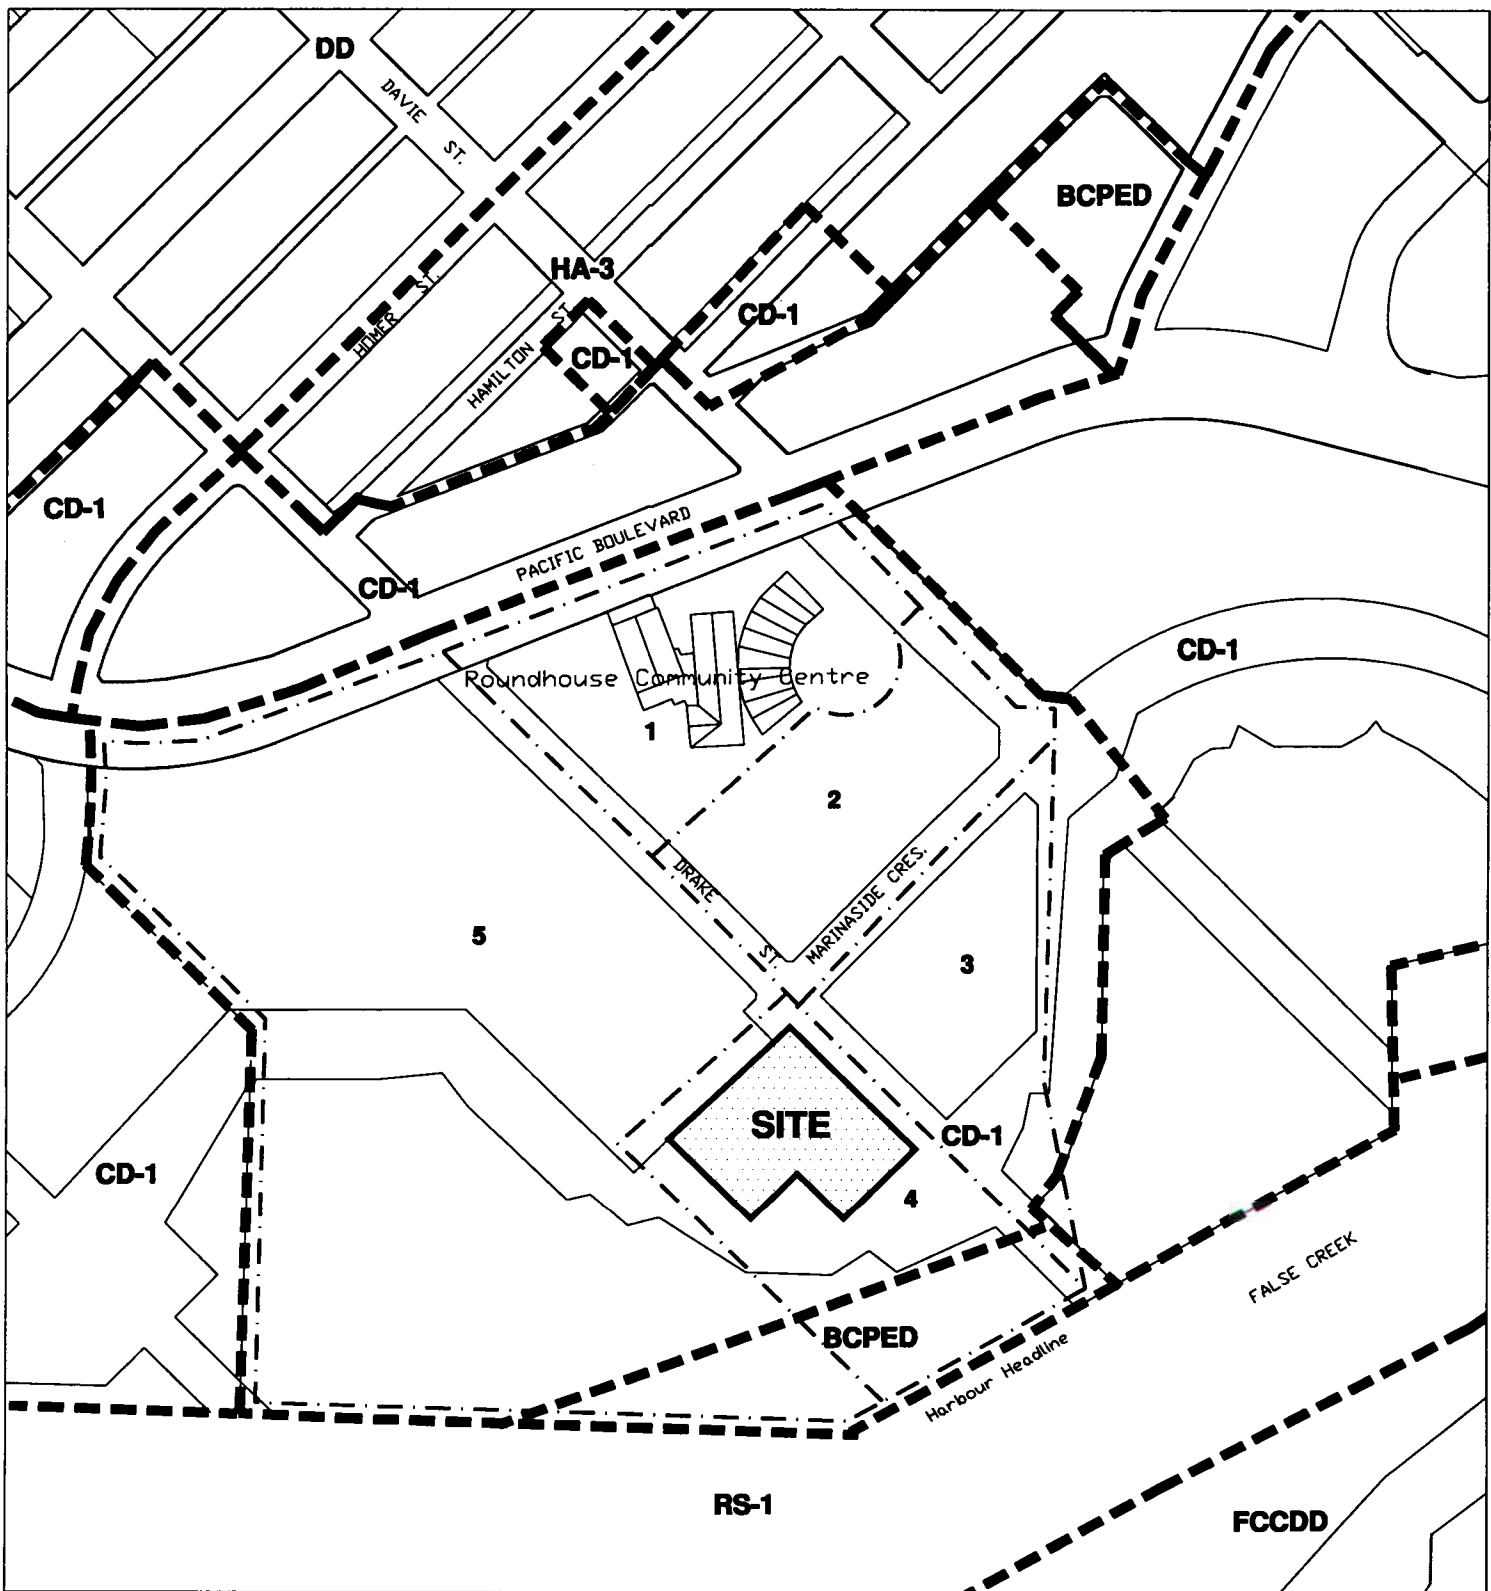 DD
DAVIE ST.
BCPED
HA-3
CD-1
HOMER ST.
HAMILTON ST
CD-1
CD-1
CD-1
PACIFIC BOULEVARD
CD-1
Roundhouse Community Centre
1
2
DRAKE ST.
MARINASIDE CRES.
5
3
SITE
CD-1
CD-1
4
FALSE CREEK
BCPED
Harbour Headline
RS-1
FCCDD